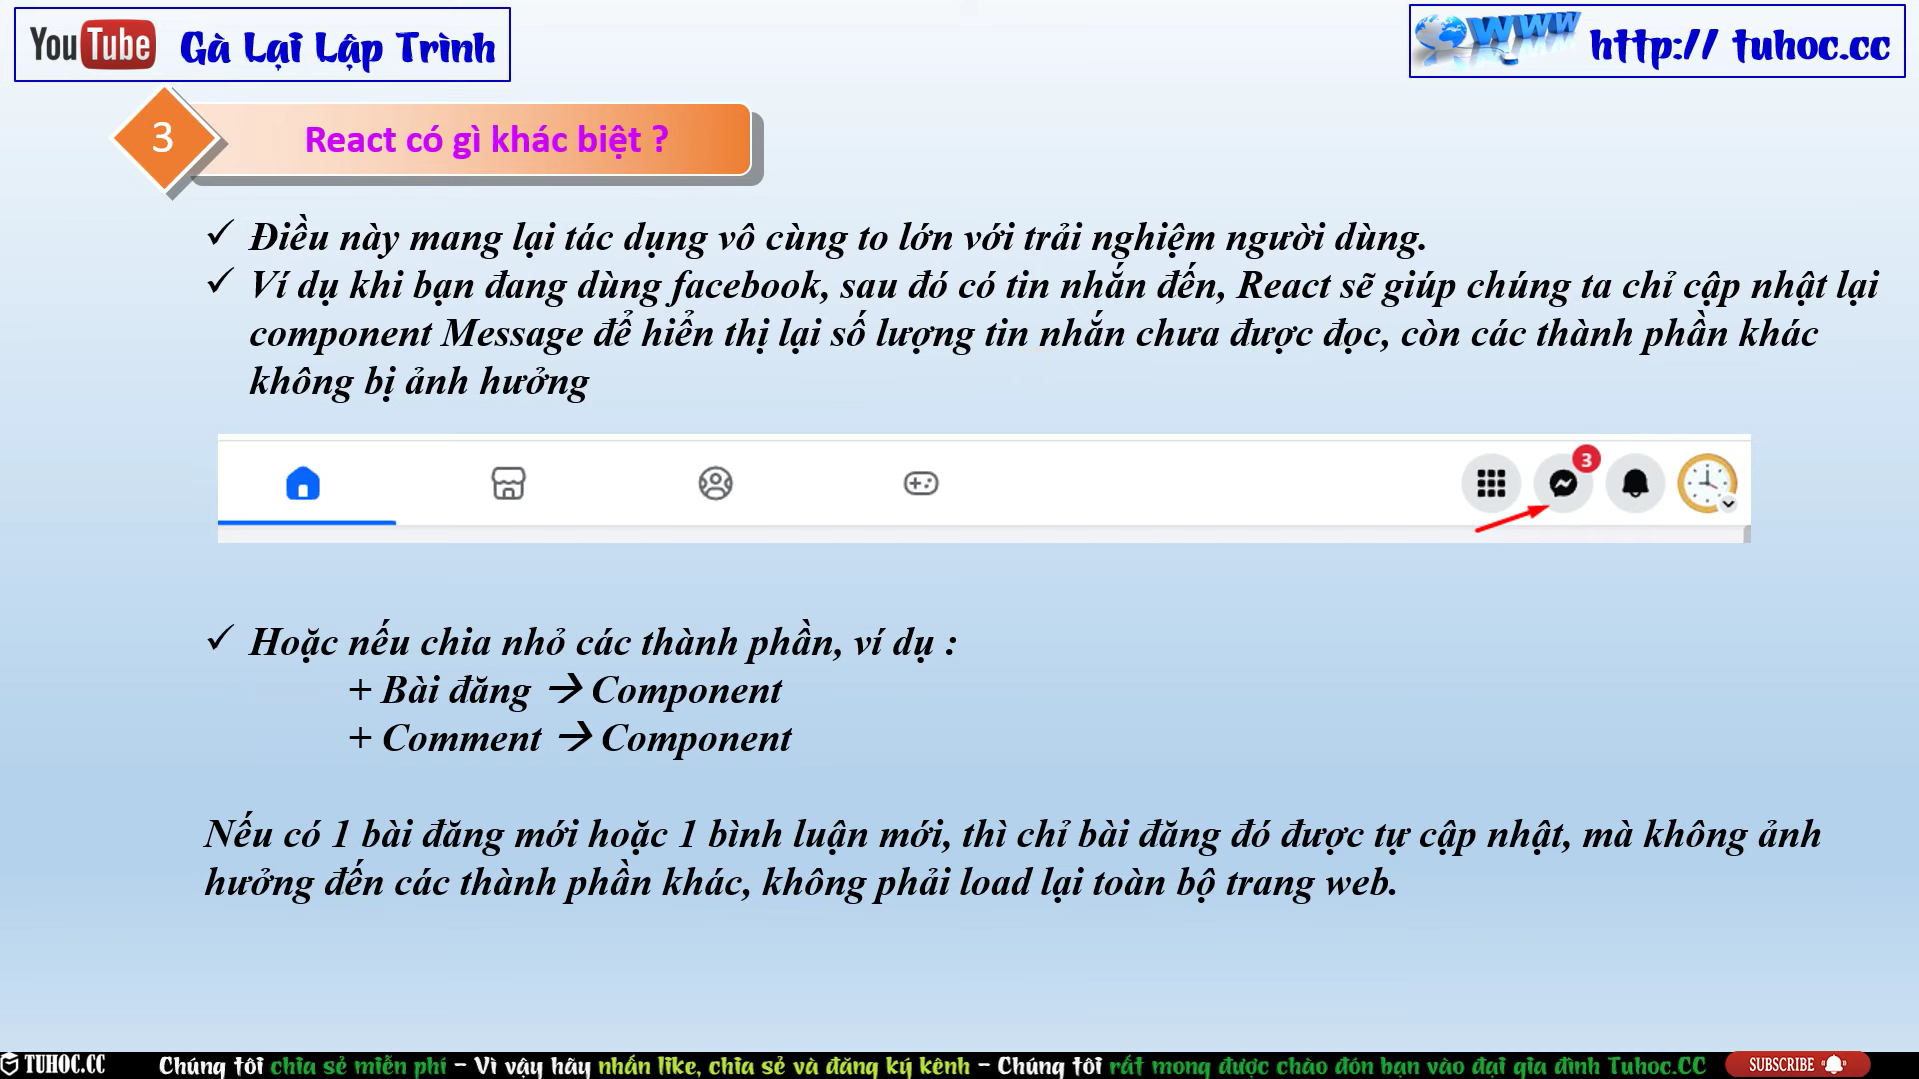 YouTube Gà Lại Lập Trình
WWW http:// tuhoc.cc
3 React có gì khác biệt ?
✓ Điều này mang lại tác dụng vô cùng to lớn với trải nghiệm người dùng.
✓ Ví dụ khi bạn đang dùng facebook, sau đó có tin nhắn đến, React sẽ giúp chúng ta chỉ cập nhật lại
component Message để hiển thị lại số lượng tin nhắn chưa được đọc, còn các thành phần khác
không bị ảnh hưởng
3
✓ Hoặc nếu chia nhỏ các thành phần, ví dụ :
+ Bài đăng → Component
+ Comment → Component
Nếu có 1 bài đăng mới hoặc 1 bình luận mới, thì chỉ bài đăng đó được tự cập nhật, mà không ảnh
hưởng đến các thành phần khác, không phải load lại toàn bộ trang web.
TUHOC.CC Chúng tôi chia sẻ miễn phí – Vì vậy hãy nhấn like, chia sẻ và đăng ký kênh – Chúng tôi rất mong được chào đón bạn vào đại gia đình Tuhoc.CC SUBSCRIBE